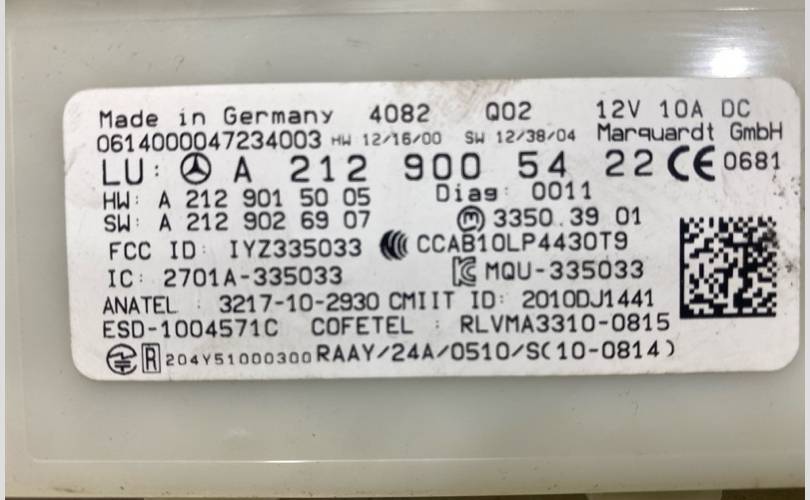 Made in Germany 4082 Q02 12V 10A DC
0614000047234003 HW 12/16/00 SW 12/38/04 Marquardt GmbH
LU: A 212 900 54 22 CE 0681
HW: A 212 901 50 05 Diag: 0011
SW: A 212 902 69 07 M 3350.39 01
FCC ID: IYZ335033 CCAB10LP4430T9
IC: 2701A-335033 MQU-335033
ANATEL : 3217-10-2930 CMIIT ID: 2010DJ1441
ESD-1004571C COFETEL : RLVMA3310-0815
R 204Y51000300 RAAY/24A/0510/S(10-0814)